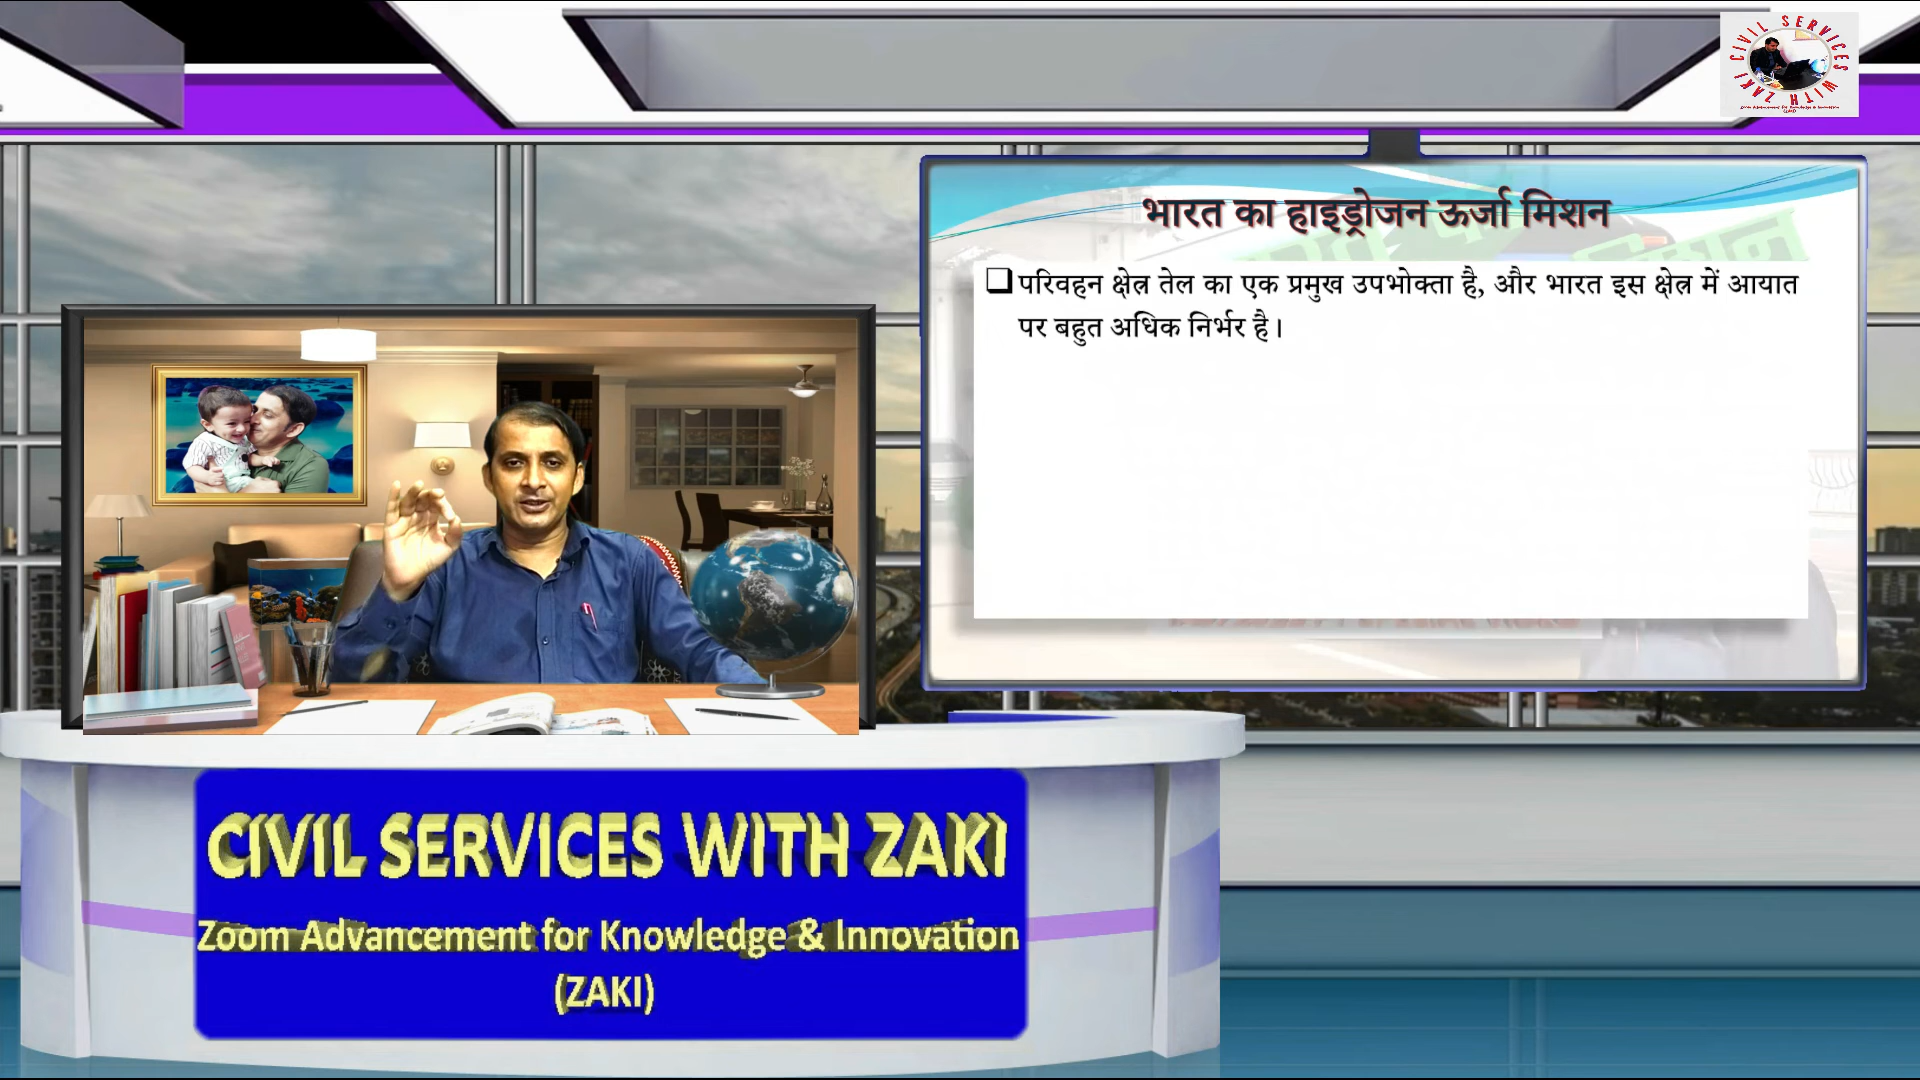 CIVIL SERVICES WITH ZAKI
भारत का हाइड्रोजन ऊर्जा मिशन
❑ परिवहन क्षेत्र तेल का एक प्रमुख उपभोक्ता है, और भारत इस क्षेत्र में आयात
पर बहुत अधिक निर्भर है।
CIVIL SERVICES WITH ZAKI
Zoom Advancement for Knowledge & Innovation
(ZAKI)